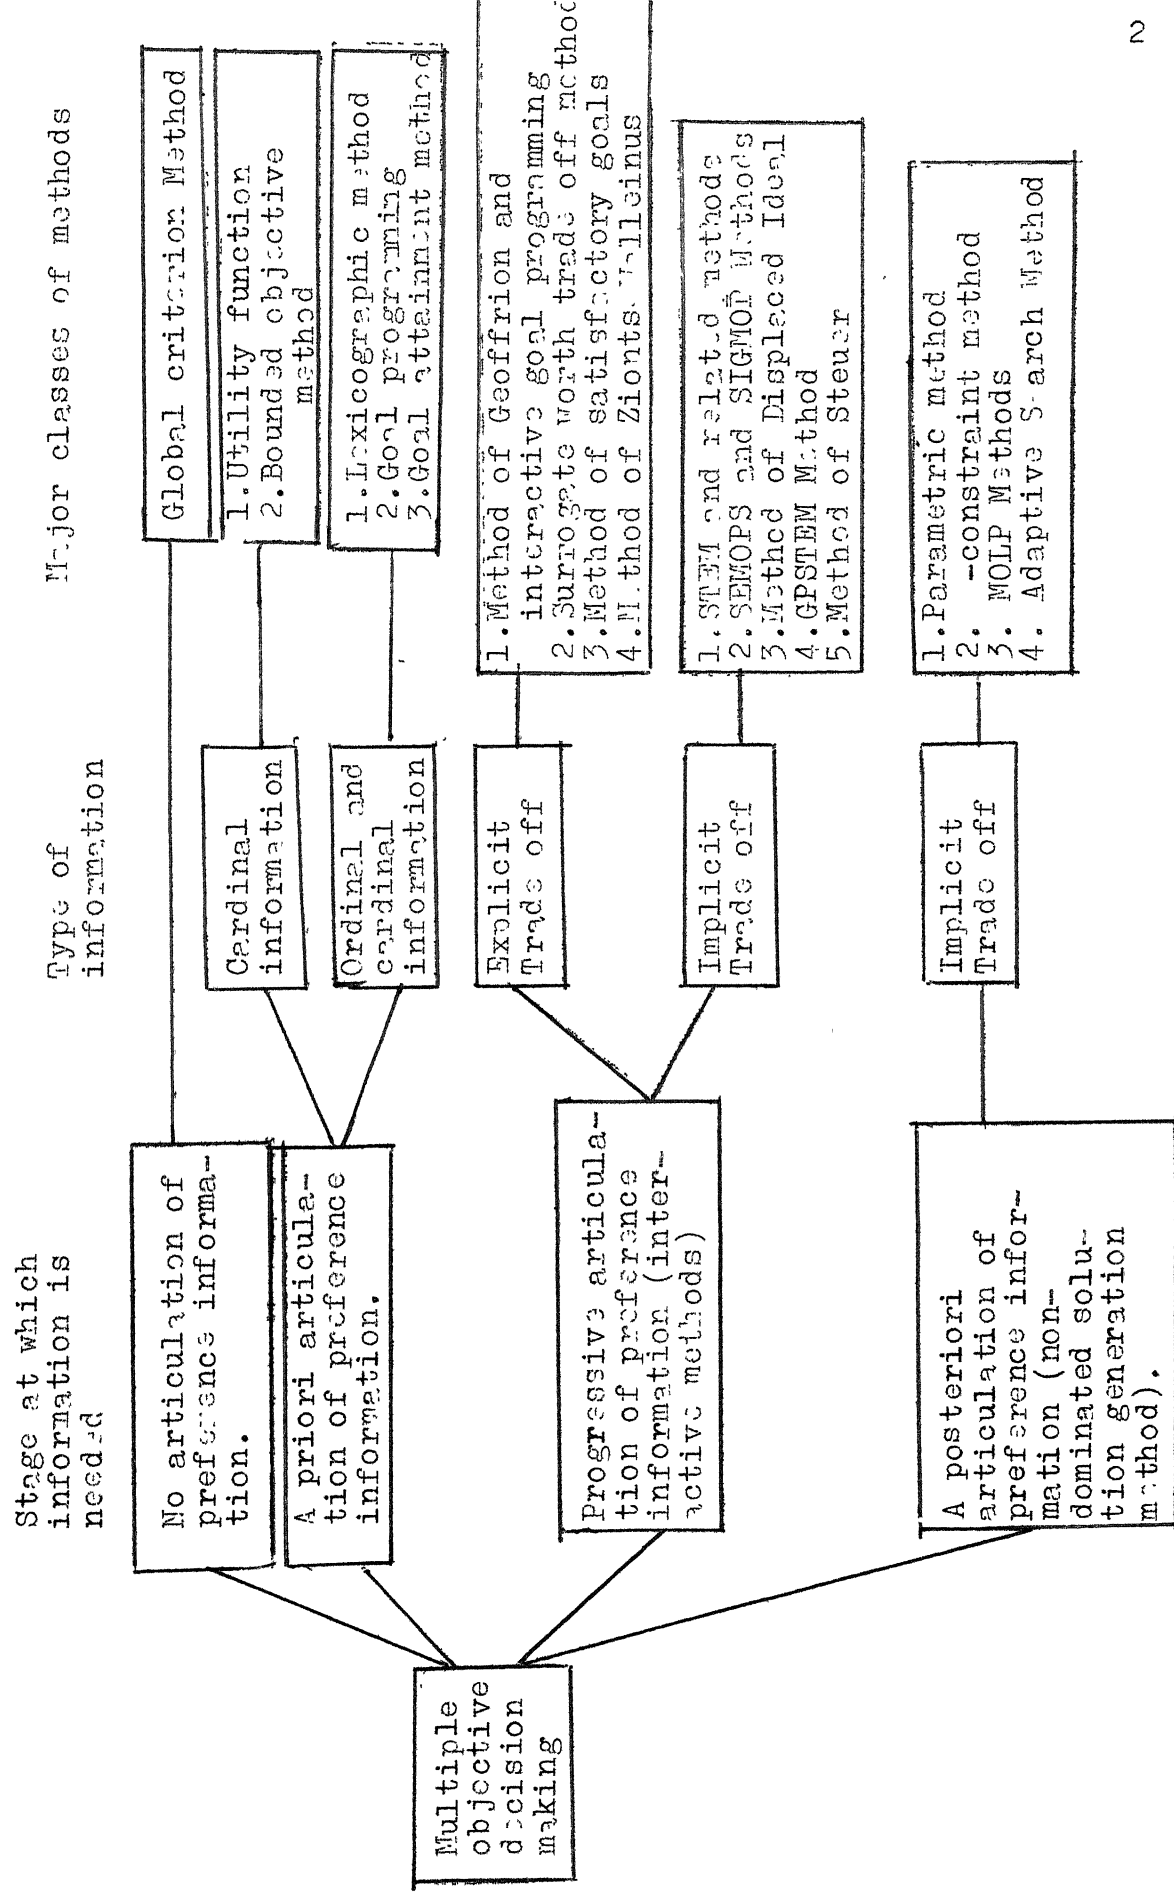 2
Stage at which
information is
needed
Type of
information
Major classes of methods
Multiple
objective
decision
making
No articulation of
preference informa-
tion.
Global criterion Method
A priori articula-
tion of preference
information.
Cardinal
information
1.Utility function
2.Bounded objective
method
Ordinal and
cardinal
information
1.Lexicographic method
2.Goal programming
3.Goal attainment method
Progressive articula-
tion of preference
information (inter-
active methods)
Explicit
Trade off
1.Method of Geoffrion and
interactive goal programming
2.Surrogate worth trade off method
3.Method of satisfactory goals
4.Method of Zionts-Walleinus
Implicit
Trade off
1.STEM and related methods
2.SEMOPS and SIGMOP Methods
3.Method of Displaced Ideal
4.GPSTEM Method
5.Method of Steuer
A posteriori
articulation of
preference infor-
mation (non-
dominated solu-
tion generation
method).
Implicit
Trade off
1.Parametric method
2. -constraint method
3. MOLP Methods
4. Adaptive Search Method